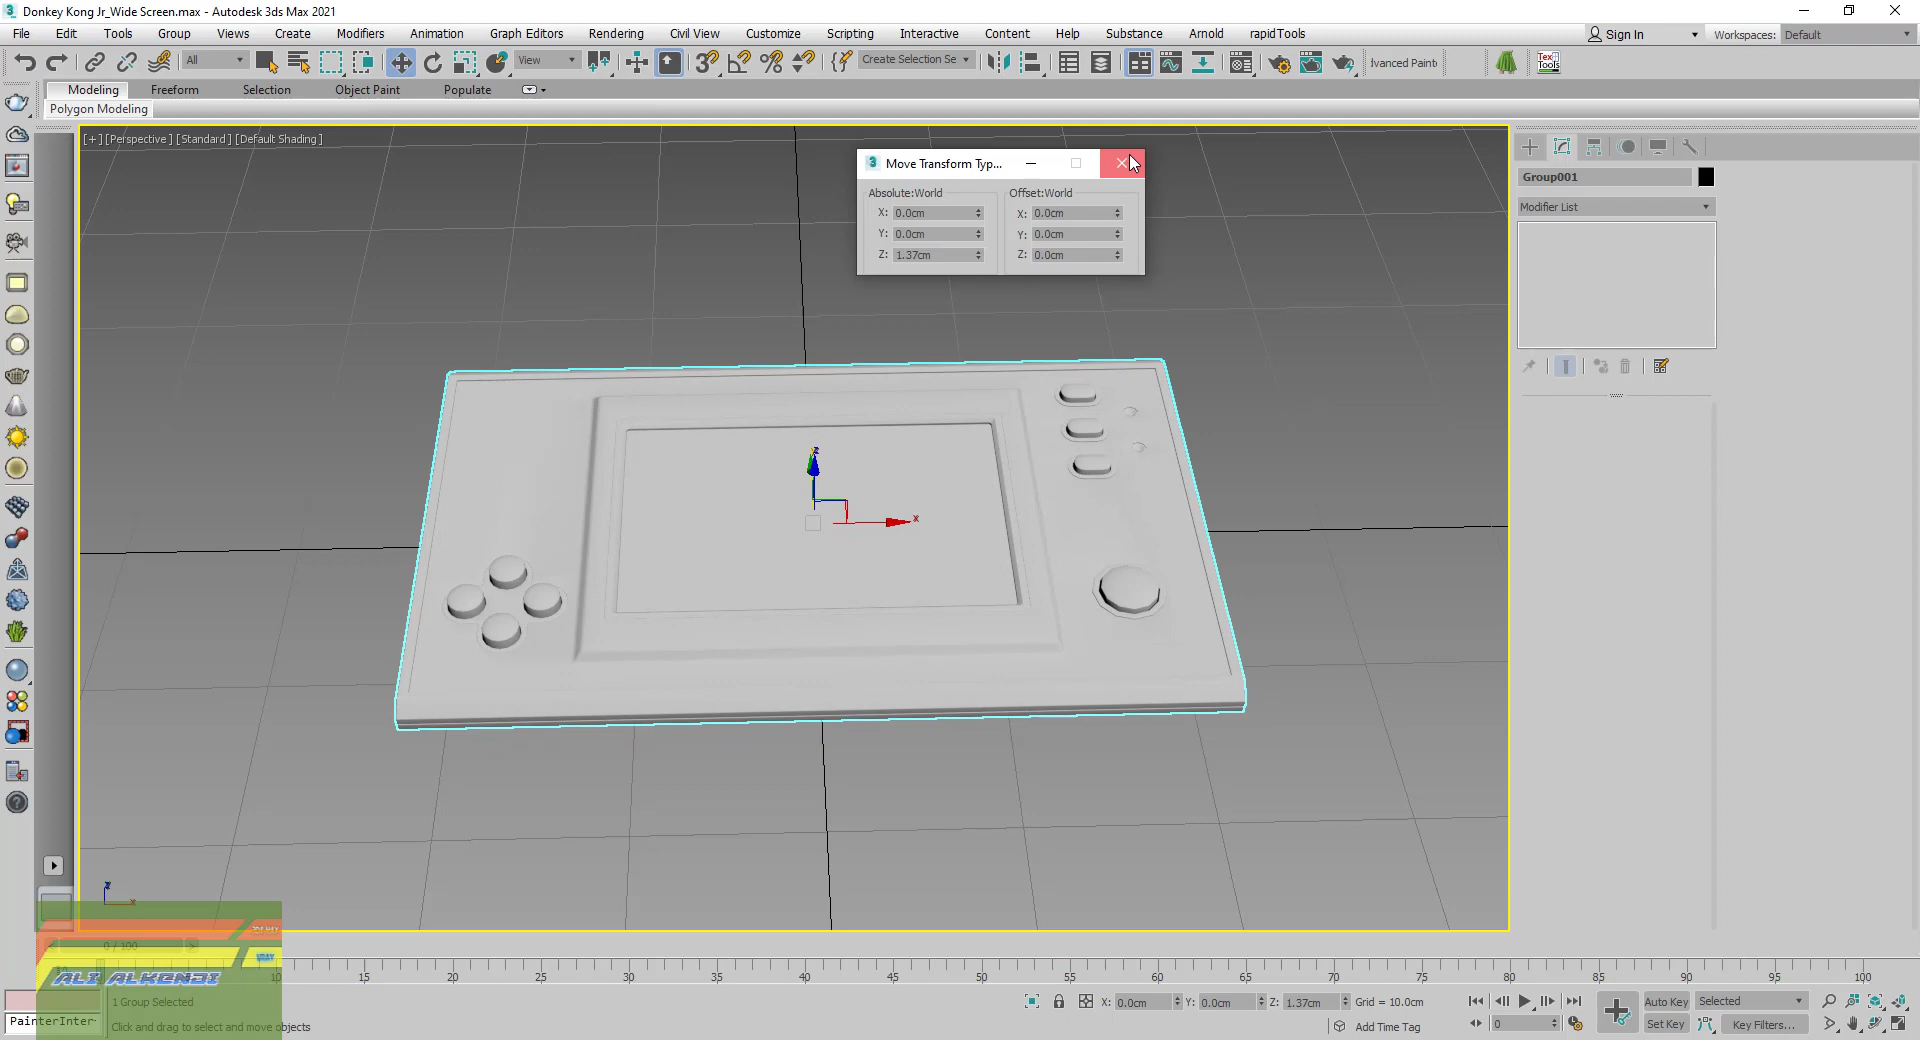 Donkey Kong Jr_Wide Screen.max - Autodesk 3ds Max 2021
File Edit Tools Group Views Create Modifiers Animation Graph Editors Rendering Civil View Customize Scripting Interactive Content Help Substance Arnold rapidTools Sign In Workspaces: Default
All View Create Selection Se Ivanced Painti Tex Tools
Modeling Freeform Selection Object Paint Populate
Polygon Modeling
[+] [Perspective ] [Standard ] [Default Shading ]
Move Transform Typ...
Absolute:World Offset:World
X: 0.0cm X: 0.0cm
Y: 0.0cm Y: 0.0cm
Z: 1.37cm Z: 0.0cm
Group001
Modifier List
z
x
z
x
0 / 100
ALI ALKENDI
10 15 20 25 30 35 40 45 50 55 60 65 70 75 80 85 90 95 100
1 Group Selected X: 0.0cm Y: 0.0cm Z: 1.37cm Grid = 10.0cm Auto Key Selected
PainterInter Click and drag to select and move objects Add Time Tag 0 Set Key Key Filters...